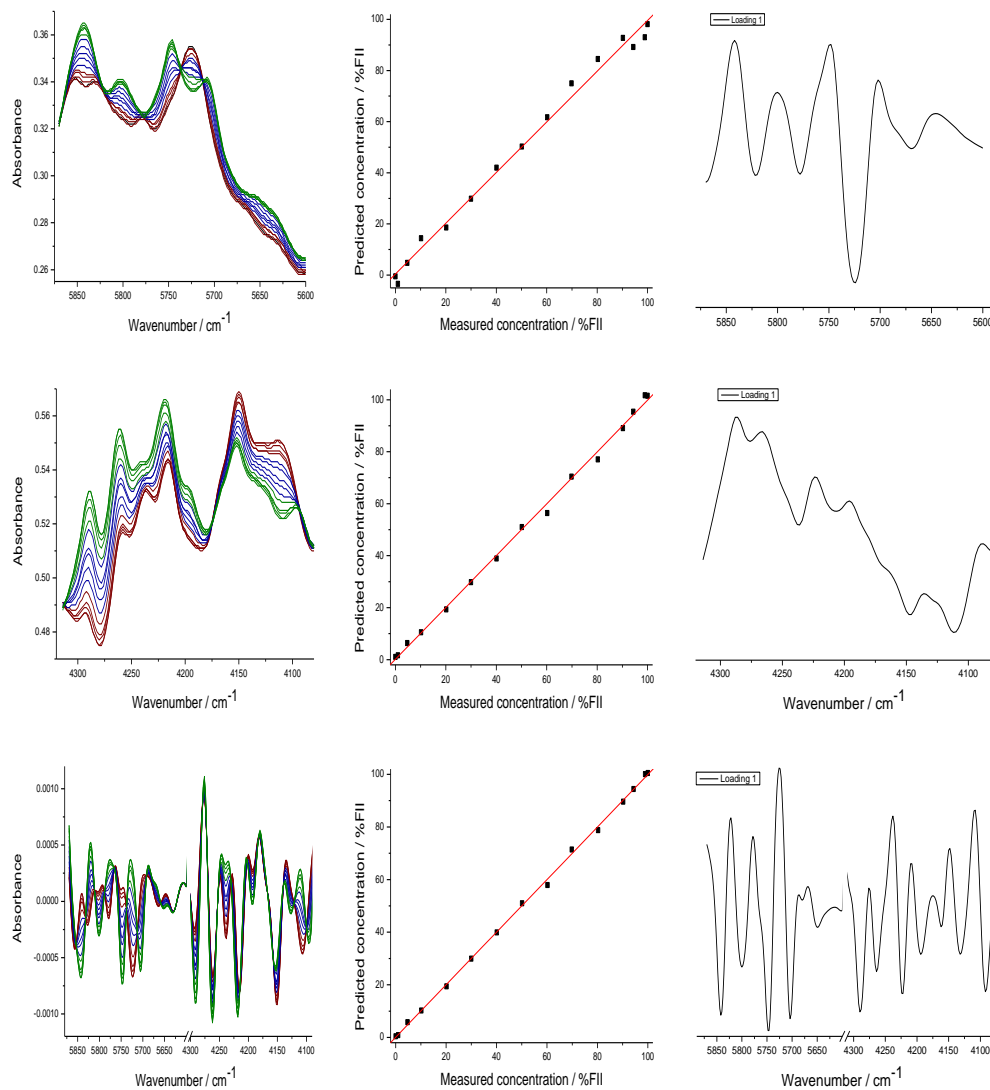 0.36
0.34
0.32
0.30
0.28
0.26
Absorbance
5850 5800 5750 5700 5650 5600
Wavenumber / cm-1
100
80
60
40
20
0
Predicted concentration / %FII
0 20 40 60 80 100
Measured concentration / %FII
Loading 1
5850 5800 5750 5700 5650 5600
0.56
0.54
0.52
0.50
0.48
Absorbance
4300 4250 4200 4150 4100
Wavenumber / cm-1
100
80
60
40
20
0
Predicted concentration / %FII
0 20 40 60 80 100
Measured concentration / %FII
Loading 1
4300 4250 4200 4150 4100
Wavenumber / cm-1
0.0010
0.0005
0.0000
-0.0005
-0.0010
Absorbance
5850 5800 5750 5700 5650 4300 4250 4200 4150 4100
Wavenumber / cm-1
100
80
60
40
20
0
Predicted concentration / %FII
0 20 40 60 80 100
Measured concentration / %FII
Loading 1
5850 5800 5750 5700 5650 4300 4250 4200 4150 4100
Wavenumber / cm-1